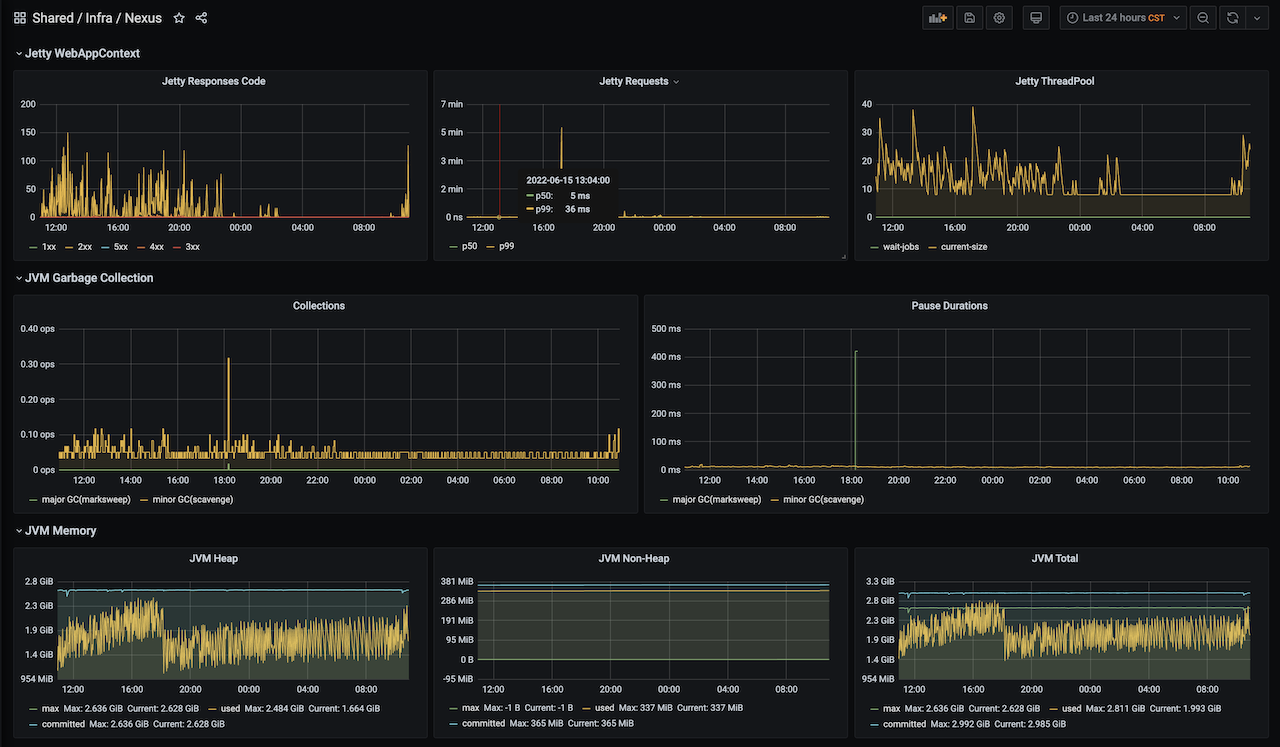 Shared / Infra / Nexus
Last 24 hours CST
Jetty WebAppContext
Jetty Responses Code
200
150
100
50
0
12:00 16:00 20:00 00:00 04:00 08:00
1xx 2xx 5xx 4xx 3xx
Jetty Requests
7 min
5 min
3 min
2 min
0 ns
2022-06-15 13:04:00
p50: 5 ms
p99: 36 ms
12:00 16:00 20:00 00:00 04:00 08:00
p50 p99
Jetty ThreadPool
40
30
20
10
0
12:00 16:00 20:00 00:00 04:00 08:00
wait-jobs current-size
JVM Garbage Collection
Collections
0.40 ops
0.30 ops
0.20 ops
0.10 ops
0 ops
12:00 14:00 16:00 18:00 20:00 22:00 00:00 02:00 04:00 06:00 08:00 10:00
major GC(marksweep) minor GC(scavenge)
Pause Durations
500 ms
400 ms
300 ms
200 ms
100 ms
0 ms
12:00 14:00 16:00 18:00 20:00 22:00 00:00 02:00 04:00 06:00 08:00 10:00
major GC(marksweep) minor GC(scavenge)
JVM Memory
JVM Heap
2.8 GiB
2.3 GiB
1.9 GiB
1.4 GiB
954 MiB
12:00 16:00 20:00 00:00 04:00 08:00
max Max: 2.636 GiB Current: 2.628 GiB used Max: 2.484 GiB Current: 1.664 GiB
committed Max: 2.636 GiB Current: 2.628 GiB
JVM Non-Heap
381 MiB
286 MiB
191 MiB
95 MiB
0 B
-95 MiB
12:00 16:00 20:00 00:00 04:00 08:00
max Max: -1 B Current: -1 B used Max: 337 MiB Current: 337 MiB
committed Max: 365 MiB Current: 365 MiB
JVM Total
3.3 GiB
2.8 GiB
2.3 GiB
1.9 GiB
1.4 GiB
954 MiB
12:00 16:00 20:00 00:00 04:00 08:00
max Max: 2.636 GiB Current: 2.628 GiB used Max: 2.811 GiB Current: 1.993 GiB
committed Max: 2.992 GiB Current: 2.985 GiB